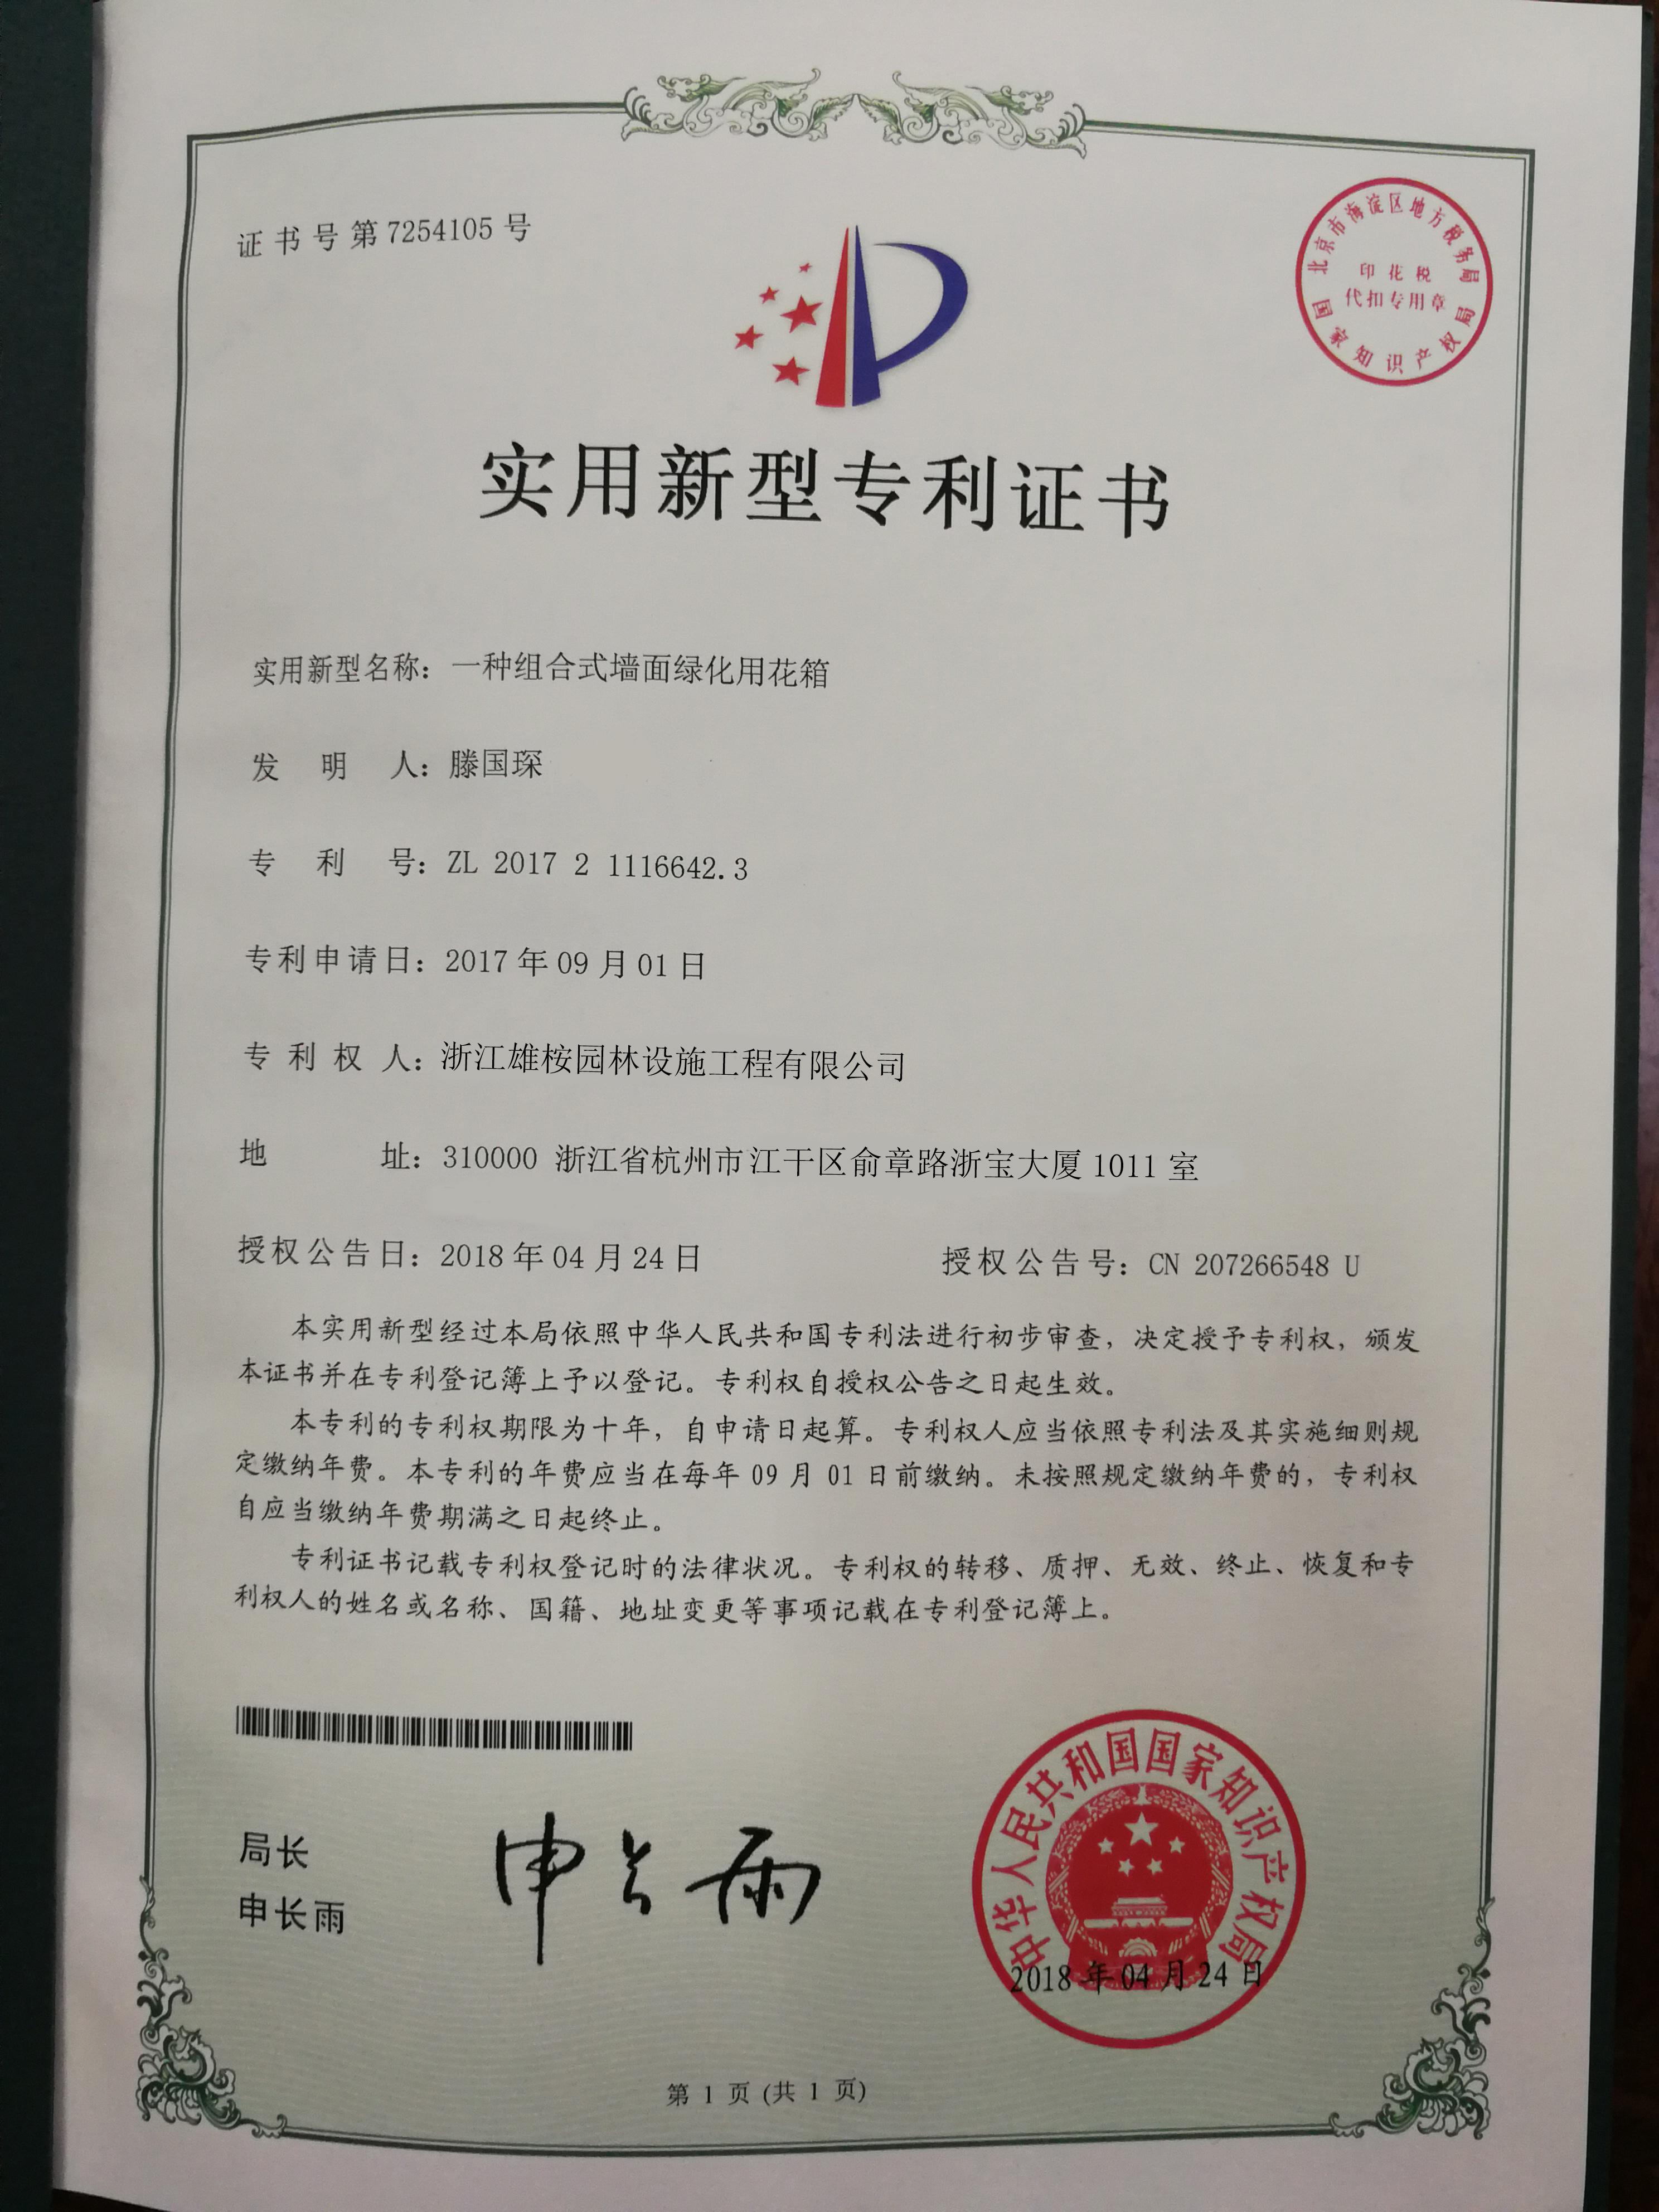 证书号第7254105号
北京市海淀区地方税务局
印花税
代扣专用章
国家知识产权局
实用新型专利证书
实用新型名称：一种组合式墙面绿化用花箱
发明人：滕国琛
专利号：ZL 2017 2 1116642.3
专利申请日：2017年09月01日
专利权人：浙江雄桉园林设施工程有限公司
地址：310000 浙江省杭州市江干区俞章路浙宝大厦1011室
授权公告日：2018年04月24日 授权公告号：CN 207266548 U
本实用新型经过本局依照中华人民共和国专利法进行初步审查，决定授予专利权，颁发
本证书并在专利登记簿上予以登记。专利权自授权公告之日起生效。
本专利的专利权期限为十年，自申请日起算。专利权人应当依照专利法及其实施细则规
定缴纳年费。本专利的年费应当在每年09月01日前缴纳。未按照规定缴纳年费的，专利权
自应当缴纳年费期满之日起终止。
专利证书记载专利权登记时的法律状况。专利权的转移、质押、无效、终止、恢复和专
利权人的姓名或名称、国籍、地址变更等事项记载在专利登记簿上。
局长
申长雨
申长雨
中华人民共和国国家知识产权局
2018年04月24日
第1页(共1页)